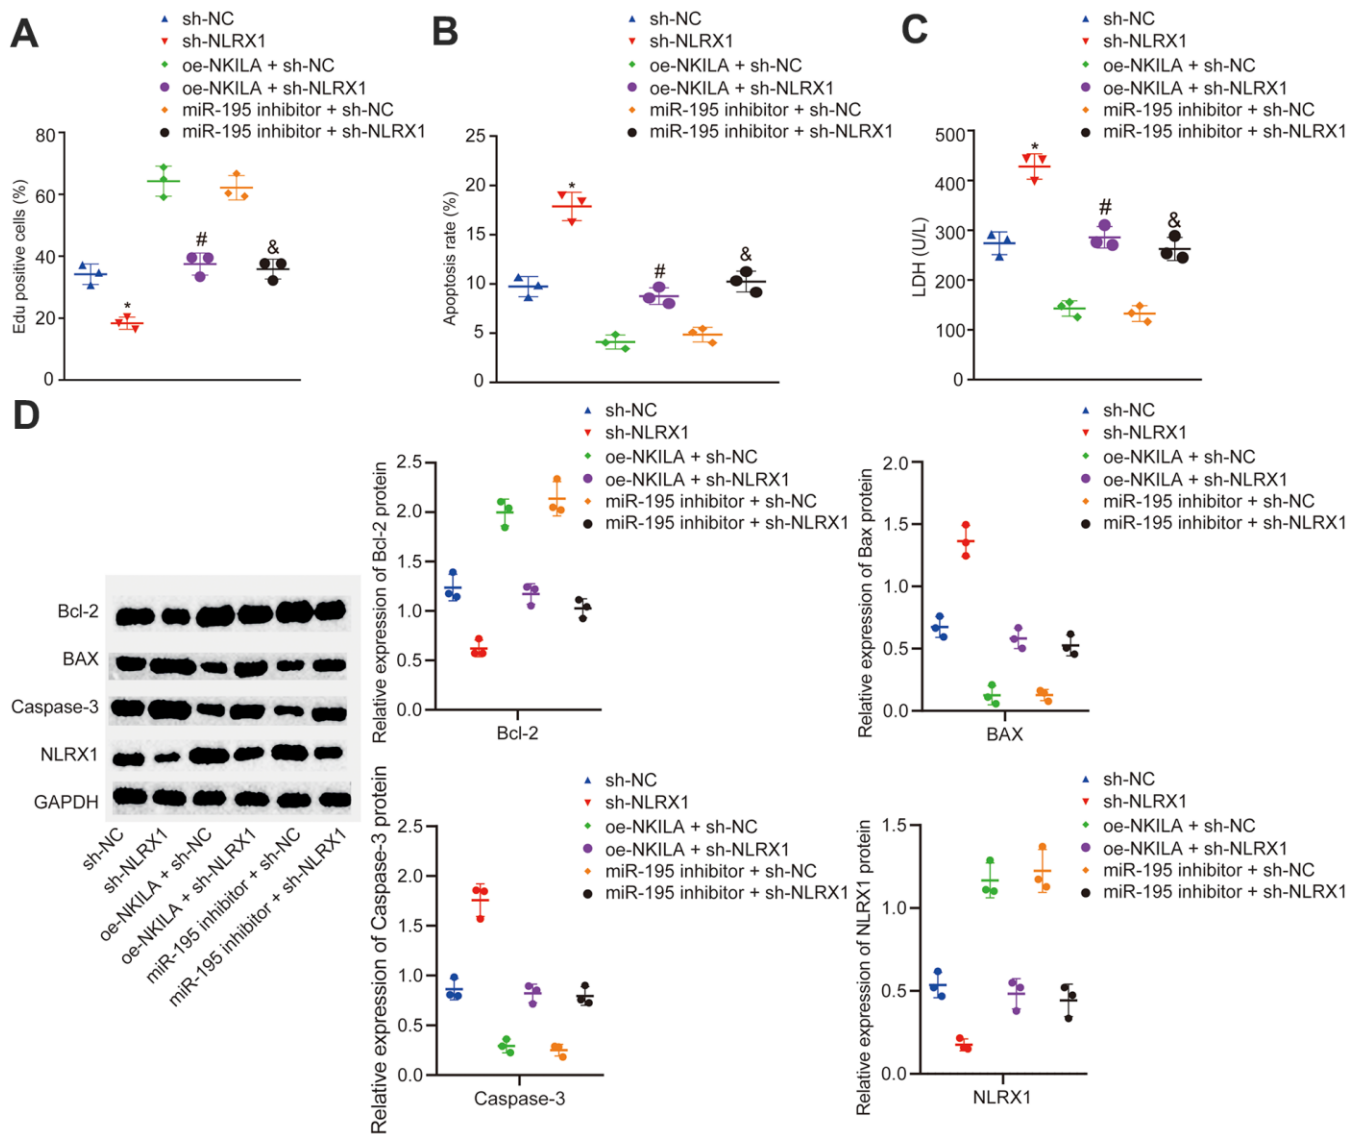 A
sh-NC
sh-NLRX1
oe-NKILA + sh-NC
oe-NKILA + sh-NLRX1
miR-195 inhibitor + sh-NC
miR-195 inhibitor + sh-NLRX1
Edu positive cells (%)
80
60
40
20
0
*
#
&
B
sh-NC
sh-NLRX1
oe-NKILA + sh-NC
oe-NKILA + sh-NLRX1
miR-195 inhibitor + sh-NC
miR-195 inhibitor + sh-NLRX1
Apoptosis rate (%)
25
20
15
10
5
0
*
#
&
C
sh-NC
sh-NLRX1
oe-NKILA + sh-NC
oe-NKILA + sh-NLRX1
miR-195 inhibitor + sh-NC
miR-195 inhibitor + sh-NLRX1
LDH (U/L)
500
400
300
200
100
0
*
#
&
D
Bcl-2
BAX
Caspase-3
NLRX1
GAPDH
sh-NC
sh-NLRX1
oe-NKILA + sh-NC
oe-NKILA + sh-NLRX1
miR-195 inhibitor + sh-NC
miR-195 inhibitor + sh-NLRX1
sh-NC
sh-NLRX1
oe-NKILA + sh-NC
oe-NKILA + sh-NLRX1
miR-195 inhibitor + sh-NC
miR-195 inhibitor + sh-NLRX1
Relative expression of Bcl-2 protein
2.5
2.0
1.5
1.0
0.5
0.0
Bcl-2
sh-NC
sh-NLRX1
oe-NKILA + sh-NC
oe-NKILA + sh-NLRX1
miR-195 inhibitor + sh-NC
miR-195 inhibitor + sh-NLRX1
Relative expression of Bax protein
2.0
1.5
1.0
0.5
0.0
BAX
sh-NC
sh-NLRX1
oe-NKILA + sh-NC
oe-NKILA + sh-NLRX1
miR-195 inhibitor + sh-NC
miR-195 inhibitor + sh-NLRX1
Relative expression of Caspase-3 protein
2.5
2.0
1.5
1.0
0.5
0.0
Caspase-3
sh-NC
sh-NLRX1
oe-NKILA + sh-NC
oe-NKILA + sh-NLRX1
miR-195 inhibitor + sh-NC
miR-195 inhibitor + sh-NLRX1
Relative expression of NLRX1 protein
1.5
1.0
0.5
0.0
NLRX1